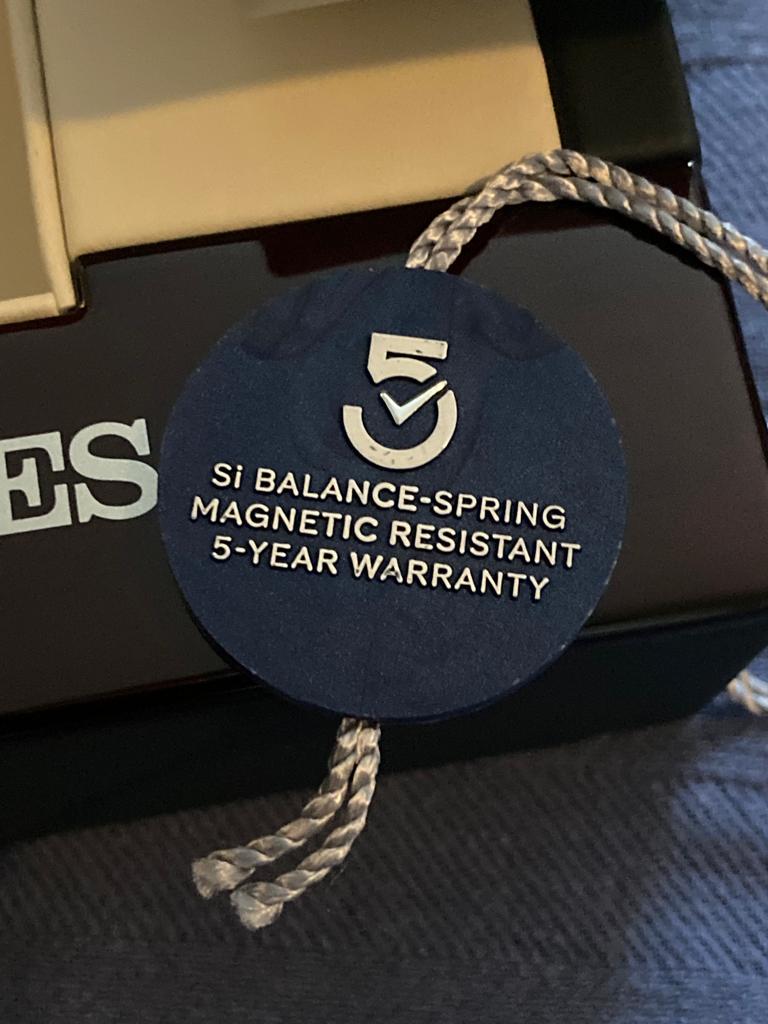 5
Si BALANCE-SPRING
MAGNETIC RESISTANT
5-YEAR WARRANTY
ES